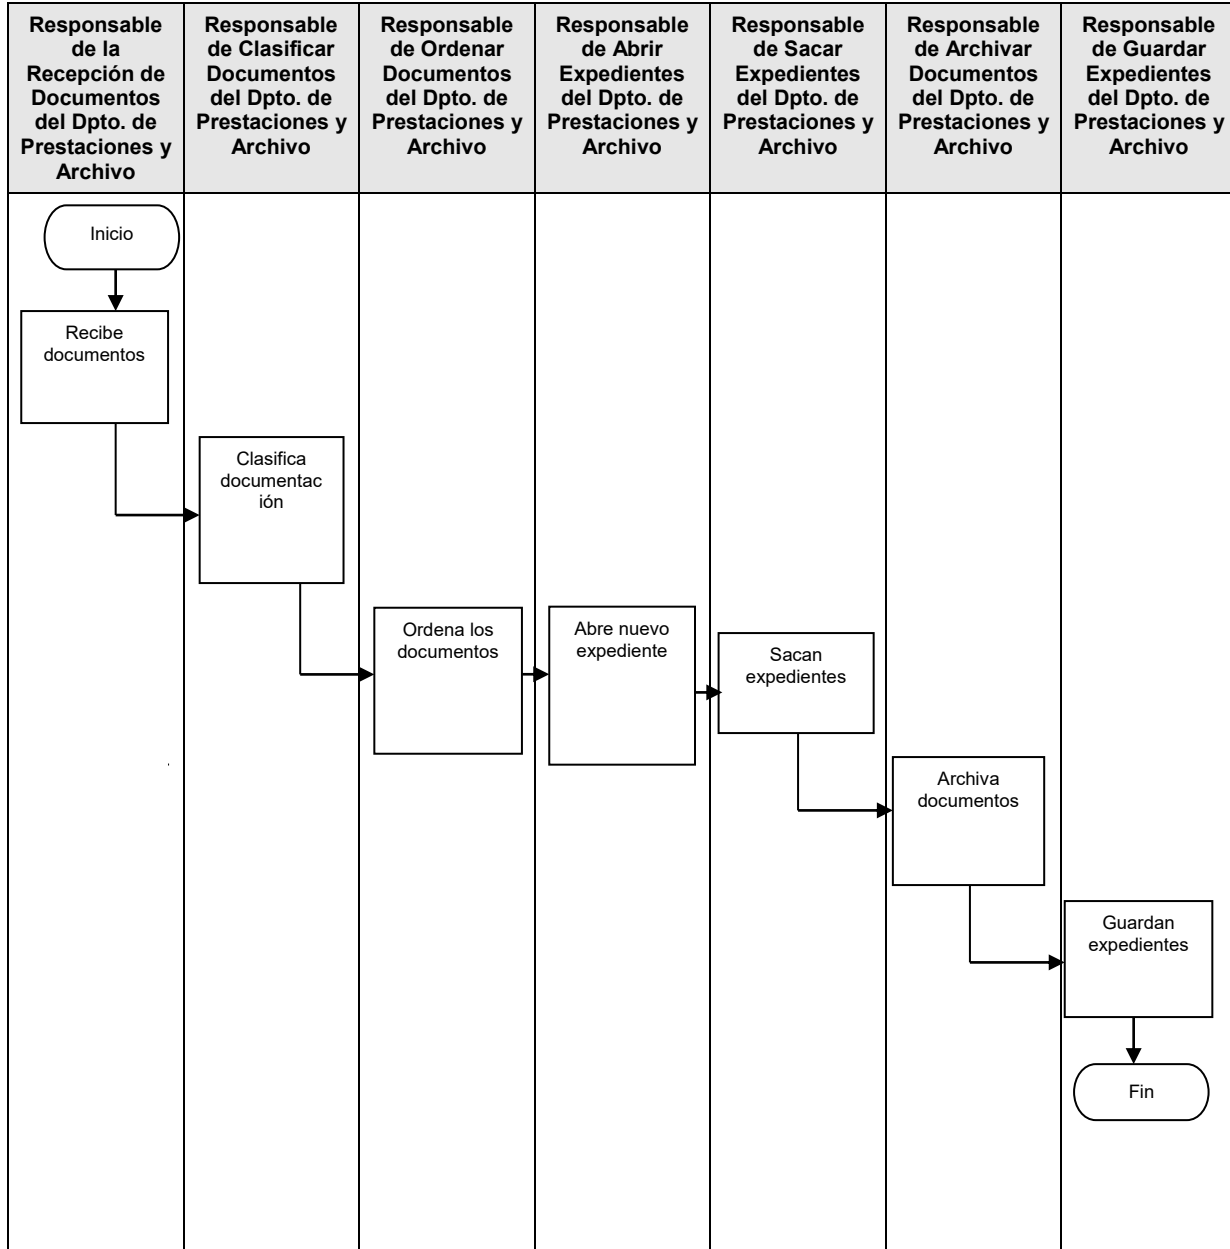 Responsable
de la
Recepción de
Documentos
del Dpto. de
Prestaciones y
Archivo
Responsable
de Clasificar
Documentos
del Dpto. de
Prestaciones y
Archivo
Responsable
de Ordenar
Documentos
del Dpto. de
Prestaciones y
Archivo
Responsable
de Abrir
Expedientes
del Dpto. de
Prestaciones y
Archivo
Responsable
de Sacar
Expedientes
del Dpto. de
Prestaciones y
Archivo
Responsable
de Archivar
Documentos
del Dpto. de
Prestaciones y
Archivo
Responsable
de Guardar
Expedientes
del Dpto. de
Prestaciones y
Archivo
Inicio
Recibe
documentos
Clasifica
documentac
ión
Ordena los
documentos
Abre nuevo
expediente
Sacan
expedientes
Archiva
documentos
Guardan
expedientes
Fin